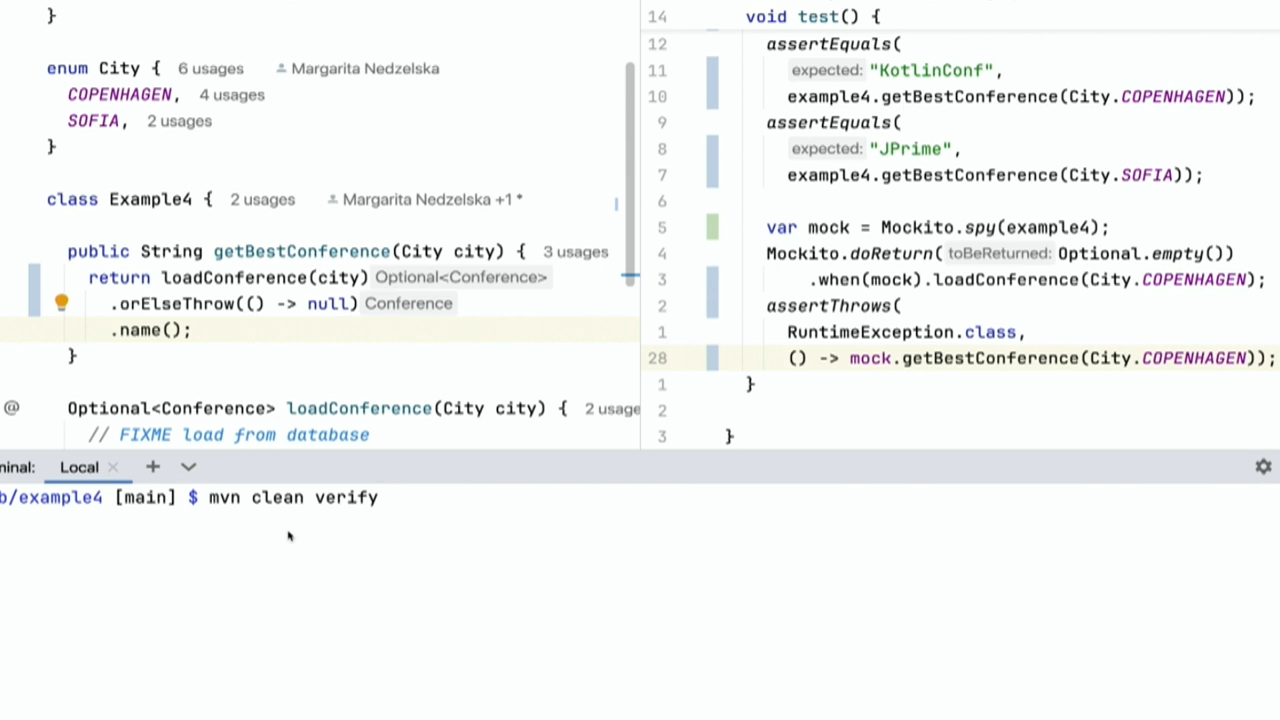 }
enum City {  6 usages  Margarita Nedzelska
COPENHAGEN,  4 usages
SOFIA,  2 usages
}
class Example4 {  2 usages  Margarita Nedzelska +1 *
public String getBestConference(City city) {  3 usages
return loadConference(city) Optional<Conference>
.orElseThrow(() -> null) Conference
.name();
}
@ Optional<Conference> loadConference(City city) {  2 usage
// FIXME load from database
14 void test() {
12 assertEquals(
11 expected: "KotlinConf",
10 example4.getBestConference(City.COPENHAGEN));
9 assertEquals(
8 expected: "JPrime",
7 example4.getBestConference(City.SOFIA));
6
5 var mock = Mockito.spy(example4);
4 Mockito.doReturn( toBeReturned: Optional.empty())
3 .when(mock).loadConference(City.COPENHAGEN);
2 assertThrows(
1 RuntimeException.class,
28 () -> mock.getBestConference(City.COPENHAGEN));
1 }
2
3 }
ninal: Local × +
b/example4 [main] $ mvn clean verify